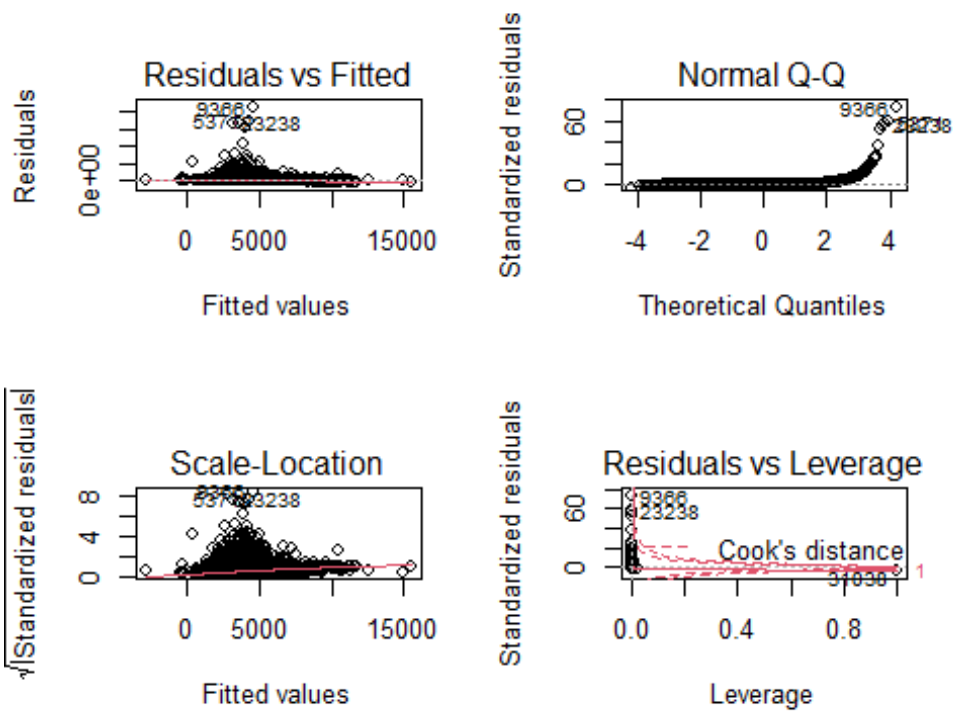 Residuals vs Fitted
Residuals
0e+00
9366
23238
0 5000 15000
Fitted values
Normal Q-Q
Standardized residuals
0 60
9366
-4 -2 0 2 4
Theoretical Quantiles
Scale-Location
√|Standardized residuals|
0 4 8
23238
0 5000 15000
Fitted values
Residuals vs Leverage
Standardized residuals
0 60
9366
23238
Cook's distance
1
0.0 0.4 0.8
Leverage